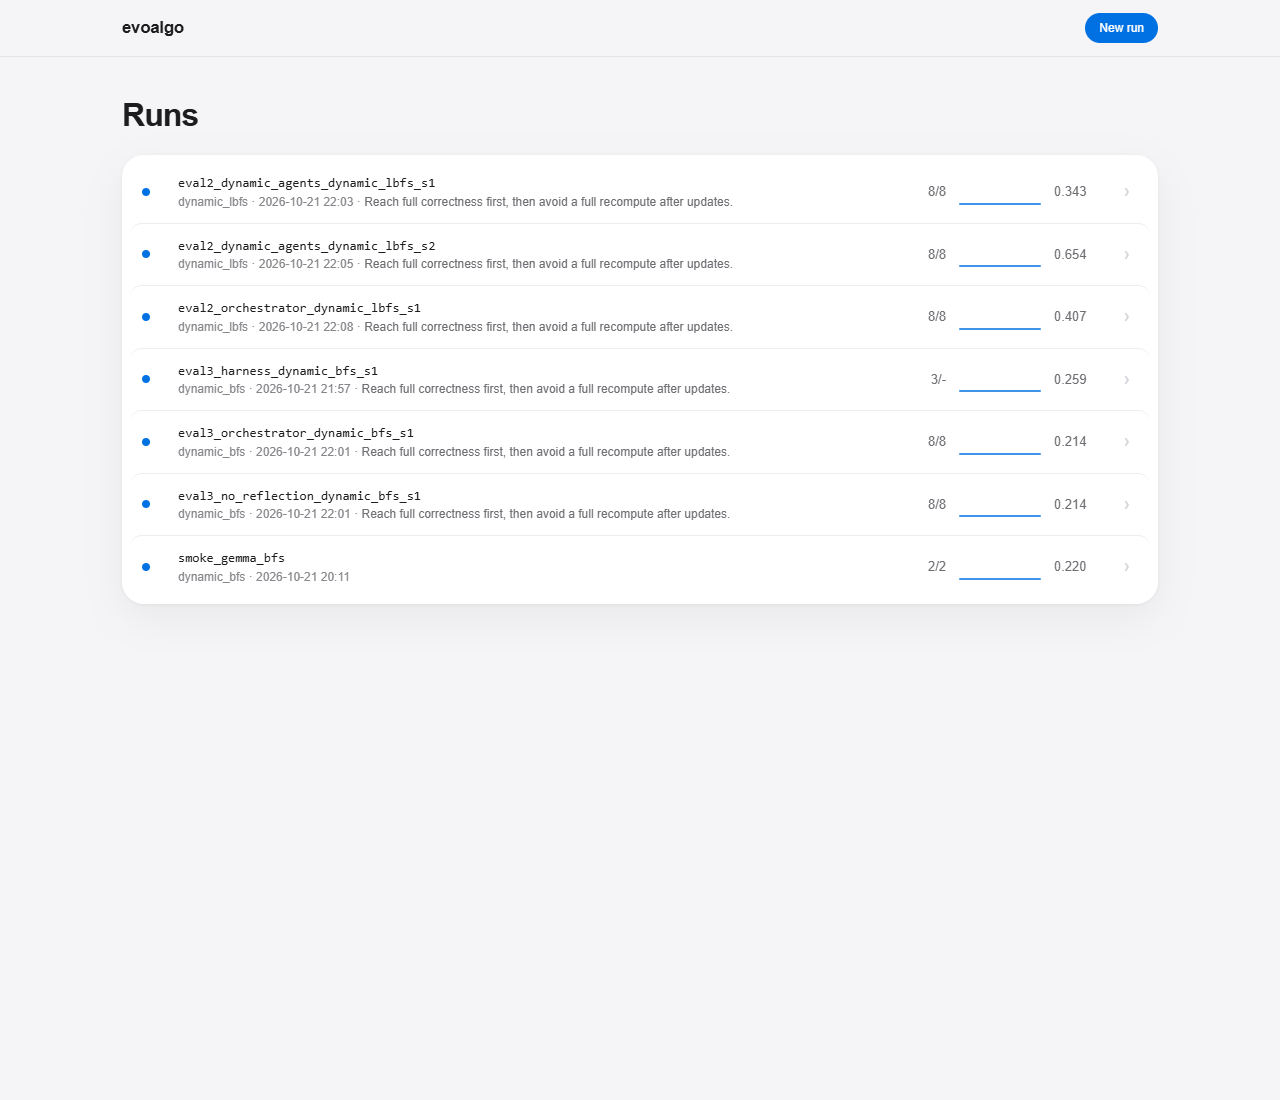 evoalgo
New run
Runs
eval2_dynamic_agents_dynamic_lbfs_s1
dynamic_lbfs · 2026-10-21 22:03 · Reach full correctness first, then avoid a full recompute after updates.
8/8
0.343
›
eval2_dynamic_agents_dynamic_lbfs_s2
dynamic_lbfs · 2026-10-21 22:05 · Reach full correctness first, then avoid a full recompute after updates.
8/8
0.654
›
eval2_orchestrator_dynamic_lbfs_s1
dynamic_lbfs · 2026-10-21 22:08 · Reach full correctness first, then avoid a full recompute after updates.
8/8
0.407
›
eval3_harness_dynamic_bfs_s1
dynamic_bfs · 2026-10-21 21:57 · Reach full correctness first, then avoid a full recompute after updates.
3/-
0.259
›
eval3_orchestrator_dynamic_bfs_s1
dynamic_bfs · 2026-10-21 22:01 · Reach full correctness first, then avoid a full recompute after updates.
8/8
0.214
›
eval3_no_reflection_dynamic_bfs_s1
dynamic_bfs · 2026-10-21 22:01 · Reach full correctness first, then avoid a full recompute after updates.
8/8
0.214
›
smoke_gemma_bfs
dynamic_bfs · 2026-10-21 20:11
2/2
0.220
›